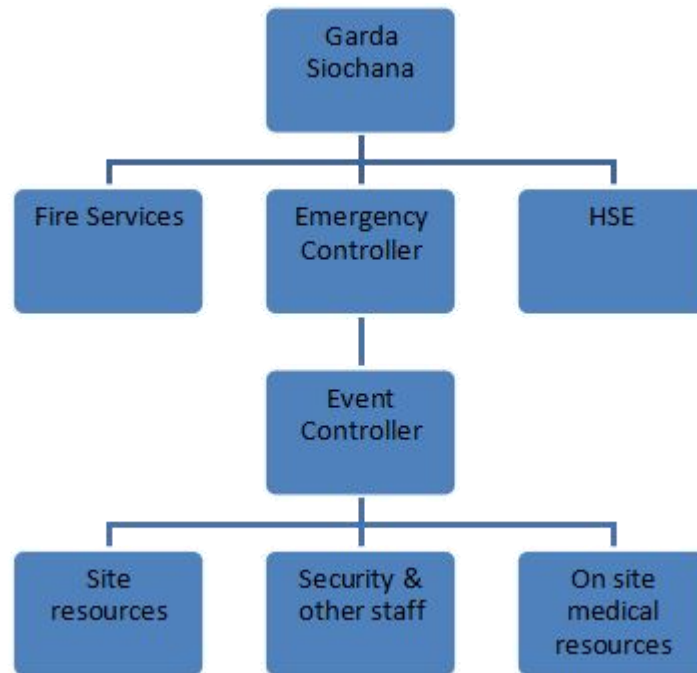 Garda
Siochana
Fire Services
Emergency
Controller
HSE
Event
Controller
Site
resources
Security &
other staff
On site
medical
resources